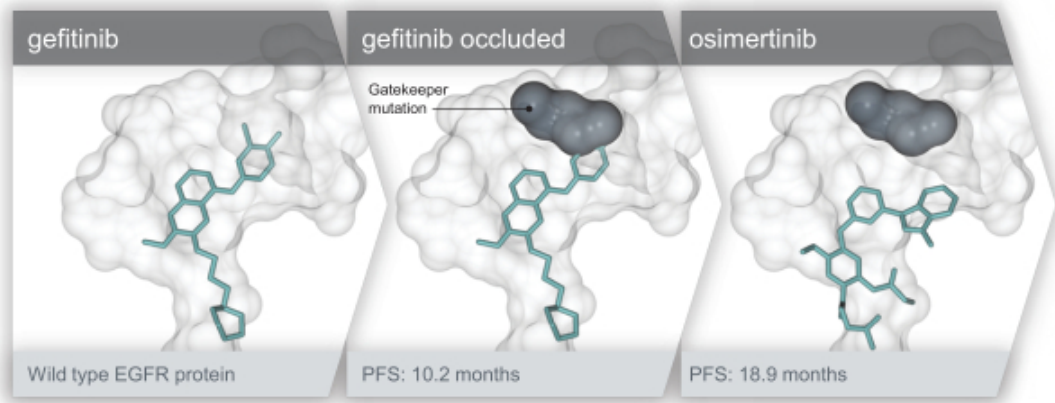 gefitinib
gefitinib occluded
osimertinib
Gatekeeper
mutation
Wild type EGFR protein
PFS: 10.2 months
PFS: 18.9 months